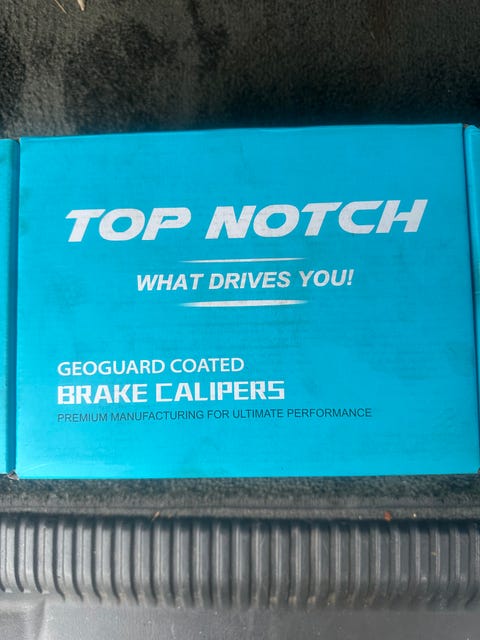 TOP NOTCH
WHAT DRIVES YOU!
GEOGUARD COATED
BRAKE CALIPERS
PREMIUM MANUFACTURING FOR ULTIMATE PERFORMANCE